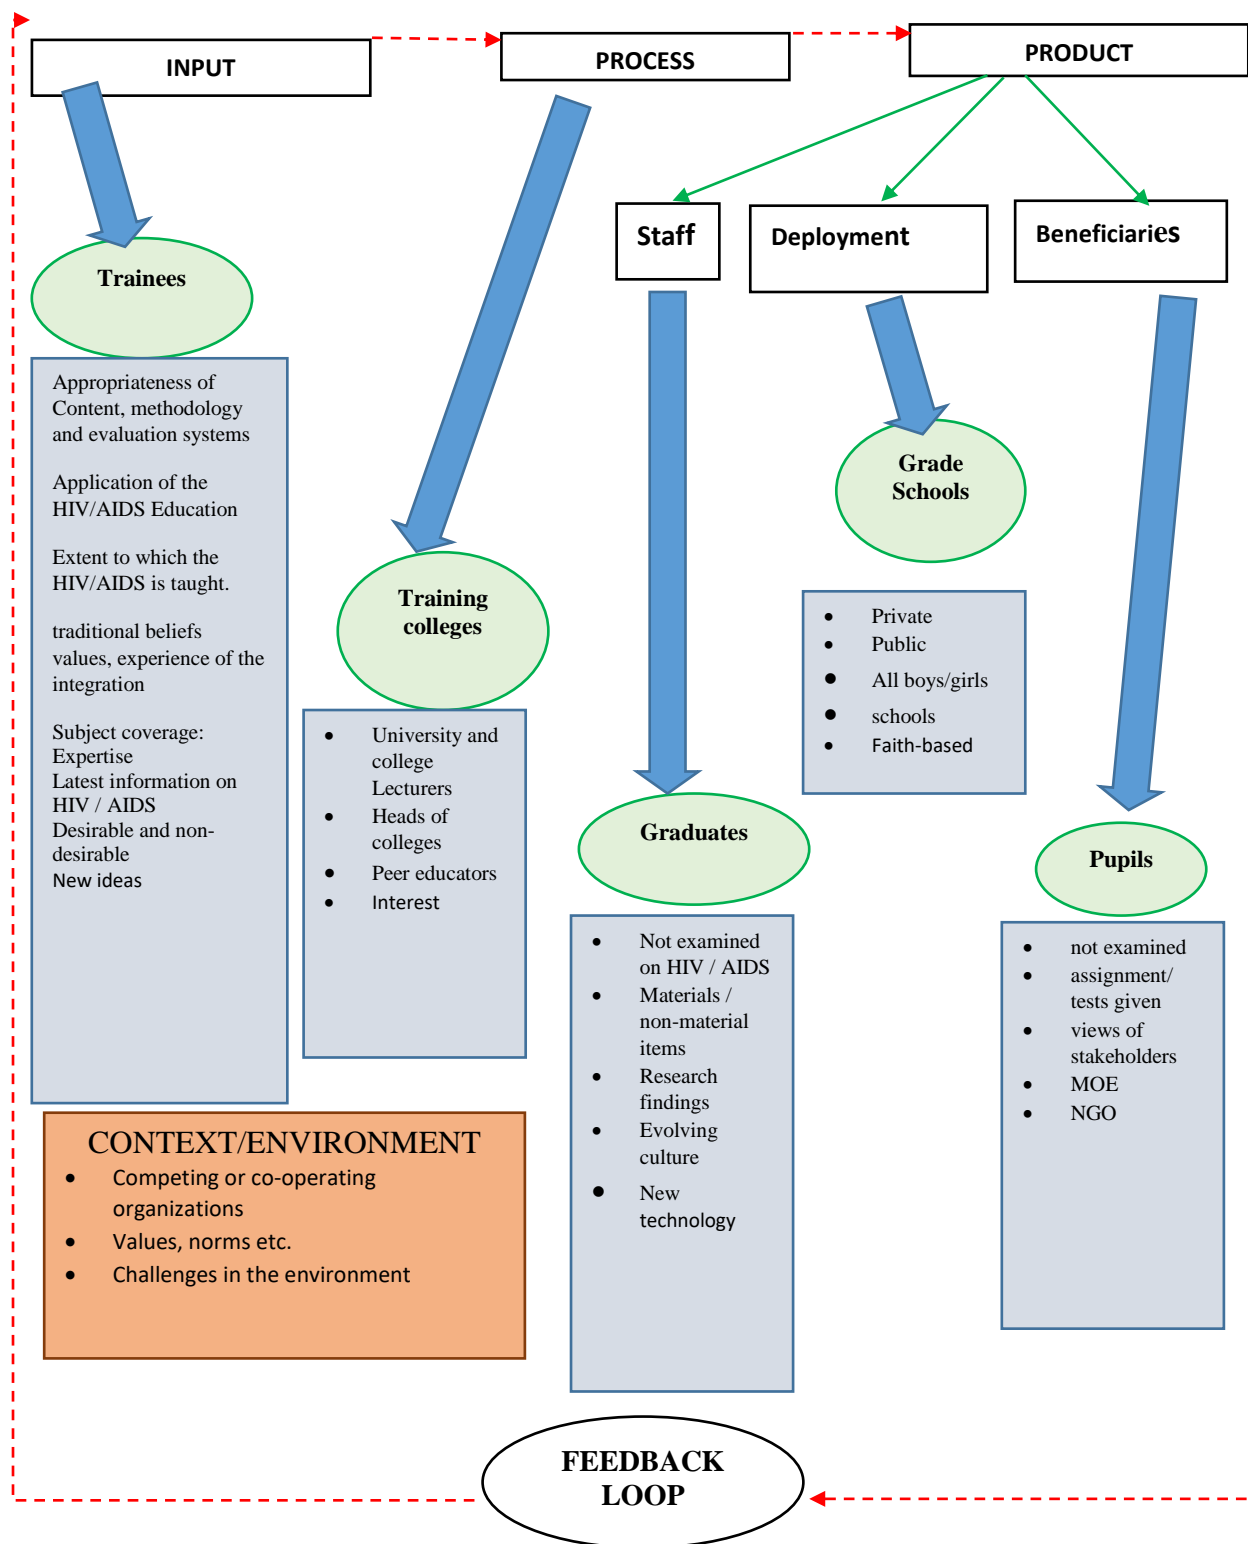 INPUT
PROCESS
PRODUCT
Staff
Deployment
Beneficiaries
Trainees
Appropriateness of
Content, methodology
and evaluation systems
Application of the
HIV/AIDS Education
Extent to which the
HIV/AIDS is taught.
traditional beliefs
values, experience of the
integration
Subject coverage:
Expertise
Latest information on
HIV / AIDS
Desirable and non-
desirable
New ideas
Training
colleges
• University and
college
Lecturers
• Heads of
colleges
• Peer educators
• Interest
Graduates
• Not examined
on HIV / AIDS
• Materials /
non-material
items
• Research
findings
• Evolving
culture
• New
technology
Grade
Schools
• Private
• Public
• All boys/girls
• schools
• Faith-based
Pupils
• not examined
• assignment/
tests given
• views of
stakeholders
• MOE
• NGO
CONTEXT/ENVIRONMENT
• Competing or co-operating
organizations
• Values, norms etc.
• Challenges in the environment
FEEDBACK
LOOP